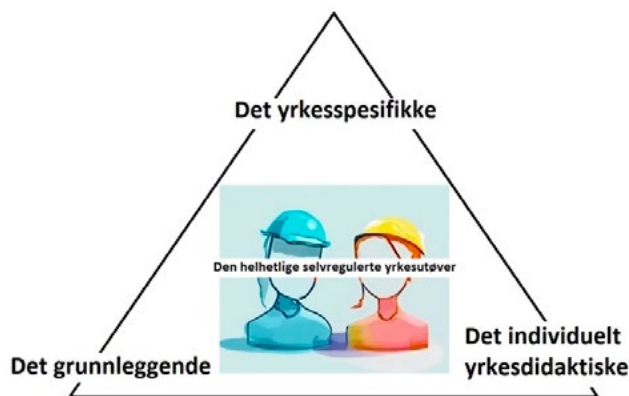 Det yrkesspesifikke
Den helhetlige selvregulerte yrkesutøver
Det grunnleggende
Det individuelt
yrkesdidaktiske